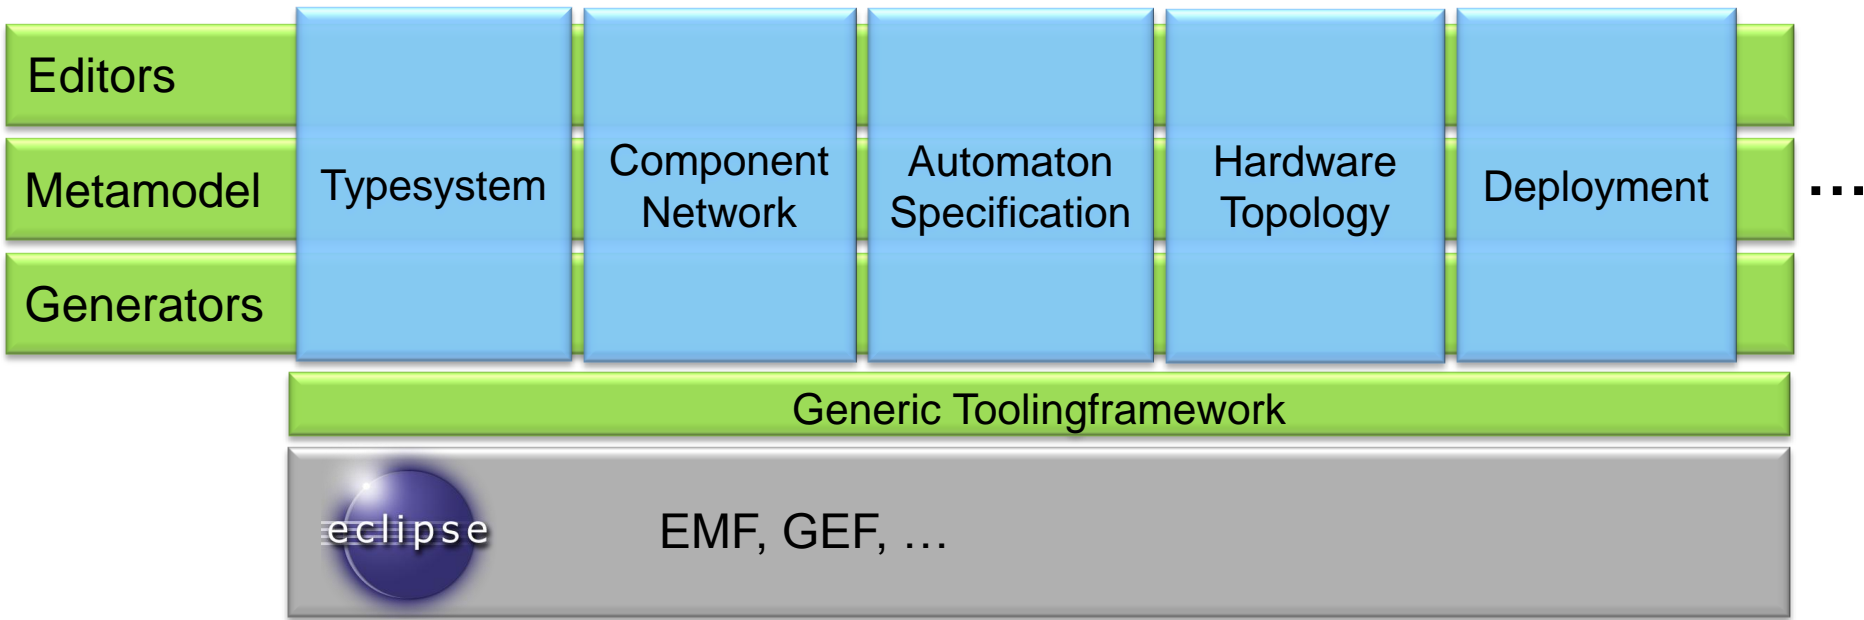 Editors
Metamodel
Generators
Typesystem
Component
Network
Automaton
Specification
Hardware
Topology
Deployment
...
Generic Toolingframework
eclipse
EMF, GEF, …